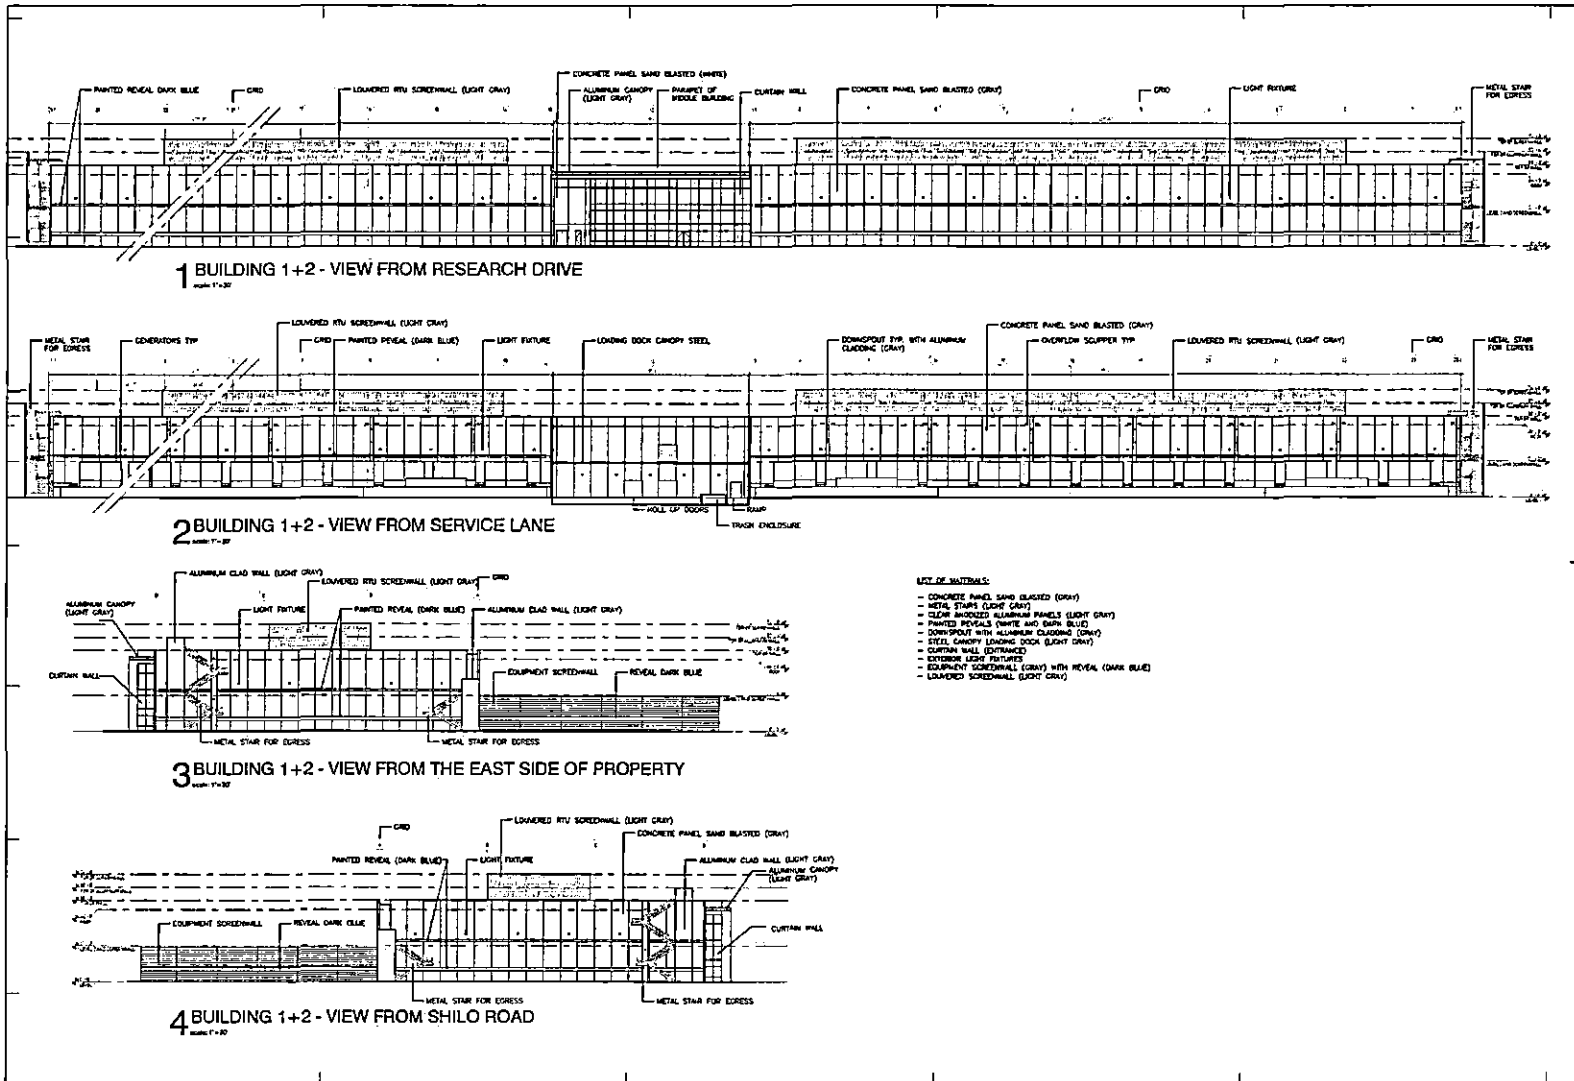 CONCRETE PANEL SAND BLASTED (WHITE)
PAINTED REVEAL DARK BLUE
GRID
LOUVERED RTU SCREENWALL (LIGHT GRAY)
ALUMINUM CANOPY
(LIGHT GRAY)
PARAPET OF
MIDDLE BUILDING
CURTAIN WALL
CONCRETE PANEL SAND BLASTED (GRAY)
GRID
LIGHT FIXTURE
METAL STAIR
FOR EGRESS
1 BUILDING 1+2 - VIEW FROM RESEARCH DRIVE
scale: 1"=30'
METAL STAIR
FOR EGRESS
GENERATORS TYP
LOUVERED RTU SCREENWALL (LIGHT GRAY)
GRID
PAINTED REVEAL (DARK BLUE)
LIGHT FIXTURE
LOADING DOCK CANOPY STEEL
DOWNSPOUT TYP. WITH ALUMINUM
CLADDING (GRAY)
CONCRETE PANEL SAND BLASTED (GRAY)
OVERFLOW SCUPPER TYP
LOUVERED RTU SCREENWALL (LIGHT GRAY)
GRID
METAL STAIR
FOR EGRESS
ROLL UP DOORS
RAMP
TRASH ENCLOSURE
2 BUILDING 1+2 - VIEW FROM SERVICE LANE
scale: 1"=30'
ALUMINUM CLAD WALL (LIGHT GRAY)
LOUVERED RTU SCREENWALL (LIGHT GRAY)
GRID
ALUMINUM CANOPY
(LIGHT GRAY)
LIGHT FIXTURE
PAINTED REVEAL (DARK BLUE)
ALUMINUM CLAD WALL (LIGHT GRAY)
CURTAIN WALL
EQUIPMENT SCREENWALL
REVEAL DARK BLUE
METAL STAIR FOR EGRESS
METAL STAIR FOR EGRESS
3 BUILDING 1+2 - VIEW FROM THE EAST SIDE OF PROPERTY
scale: 1"=30'
LIST OF MATERIALS:
- CONCRETE PANEL SAND BLASTED (GRAY)
- METAL STAIRS (LIGHT GRAY)
- CLEAR ANODIZED ALUMINUM PANELS (LIGHT GRAY)
- PAINTED REVEALS (WHITE AND DARK BLUE)
- DOWNSPOUT WITH ALUMINUM CLADDING (GRAY)
- STEEL CANOPY LOADING DOCK (LIGHT GRAY)
- CURTAIN WALL (ENTRANCE)
- EXTERIOR LIGHT FIXTURES
- EQUIPMENT SCREENWALL (GRAY) WITH REVEAL (DARK BLUE)
- LOUVERED SCREENWALL (LIGHT GRAY)
GRID
LOUVERED RTU SCREENWALL (LIGHT GRAY)
CONCRETE PANEL SAND BLASTED (GRAY)
PAINTED REVEAL (DARK BLUE)
LIGHT FIXTURE
ALUMINUM CLAD WALL (LIGHT GRAY)
ALUMINUM CANOPY
(LIGHT GRAY)
EQUIPMENT SCREENWALL
REVEAL DARK BLUE
CURTAIN WALL
METAL STAIR FOR EGRESS
METAL STAIR FOR EGRESS
4 BUILDING 1+2 - VIEW FROM SHILO ROAD
scale: 1"=30'